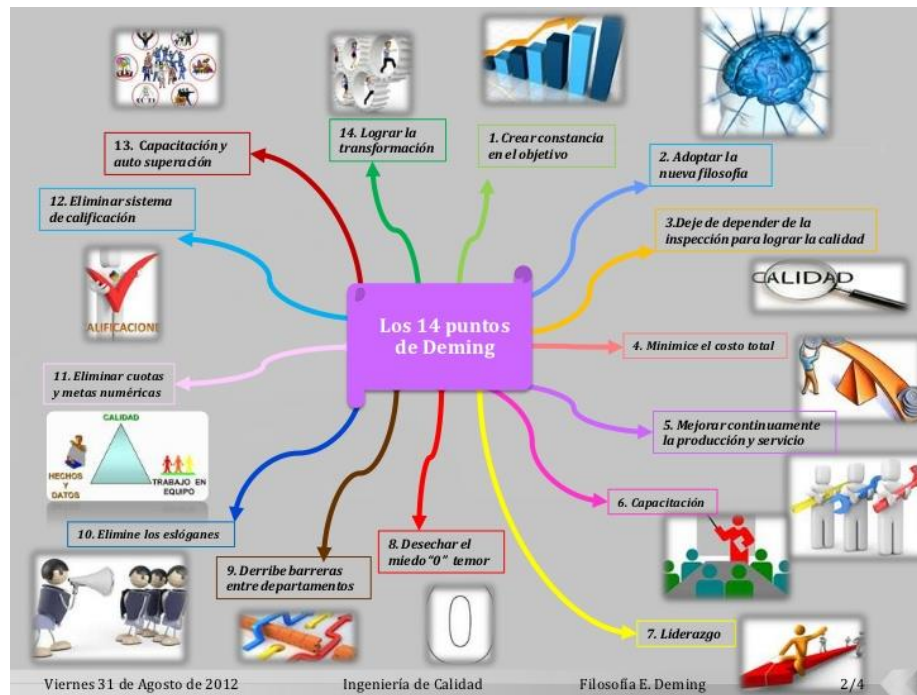 Los 14 puntos
de Deming
1. Crear constancia
en el objetivo
2. Adoptar la
nueva filosofía
3.Deje de depender de la
inspección para lograr la calidad
CALIDAD
4. Minimice el costo total
5. Mejorar continuamente
la producción y servicio
6. Capacitación
7. Liderazgo
8. Desechar el
miedo "0" temor
0
9. Derribe barreras
entre departamentos
10. Elimine los eslóganes
11. Eliminar cuotas
y metas numéricas
CALIDAD
HECHOS
Y
DATOS
TRABAJO EN
EQUIPO
12. Eliminar sistema
de calificación
ALIFICACIONE
13. Capacitación y
auto superación
14. Lograr la
transformación
Viernes 31 de Agosto de 2012
Ingeniería de Calidad
Filosofía E. Deming
2/4